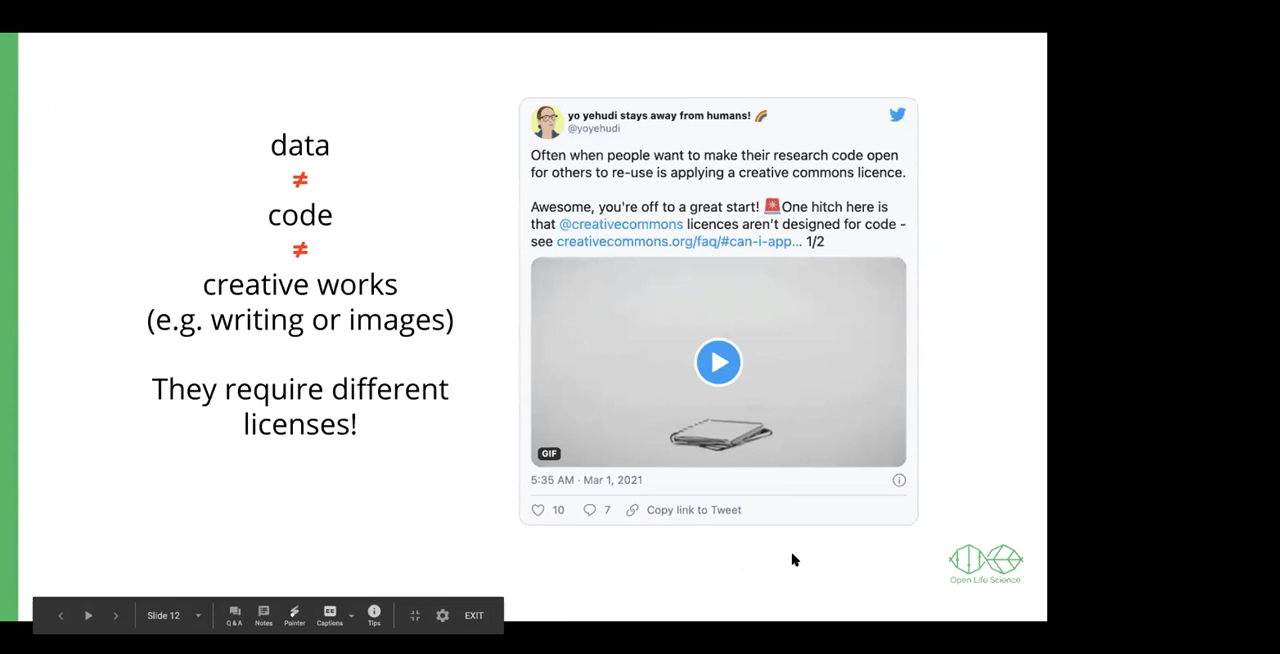 data
≠
code
≠
creative works
(e.g. writing or images)
They require different
licenses!
yo yehudi stays away from humans! 🌈
@yoyehudi
Often when people want to make their research code open
for others to re-use is applying a creative commons licence.
Awesome, you're off to a great start! 🚨One hitch here is
that @creativecommons licences aren't designed for code -
see creativecommons.org/faq/#can-i-app... 1/2
GIF
5:35 AM · Mar 1, 2021
10 7 Copy link to Tweet
Open Life Science
Slide 12 Q&A Notes Pointer CC Captions Tips EXIT